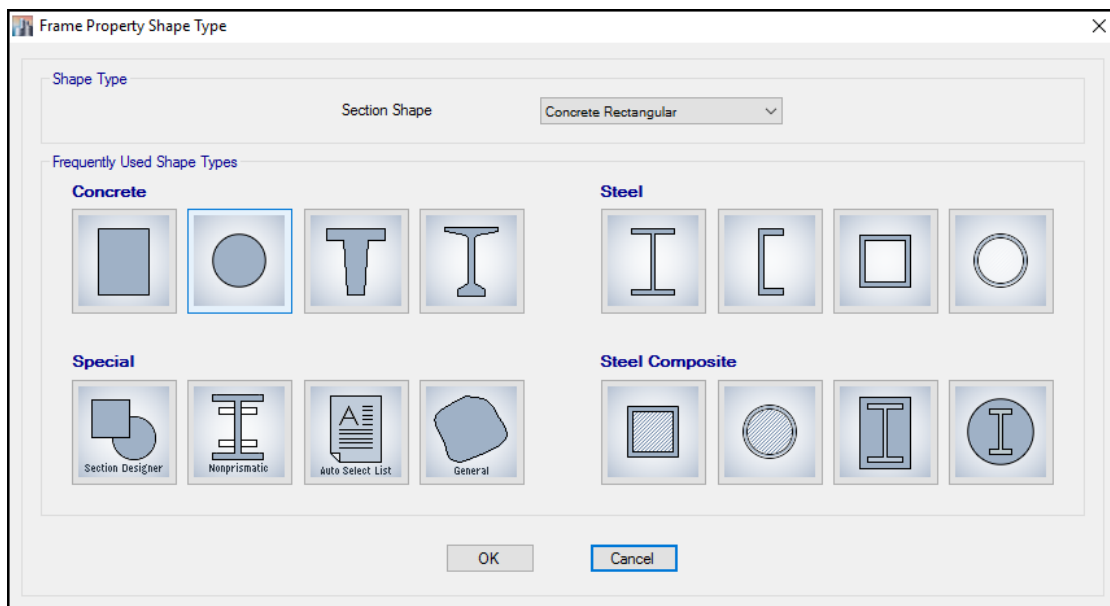 Frame Property Shape Type
Shape Type
Section Shape
Concrete Rectangular
Frequently Used Shape Types
Concrete
Steel
Special
Steel Composite
Section Designer
Nonprismatic
A
Auto Select List
General
OK
Cancel